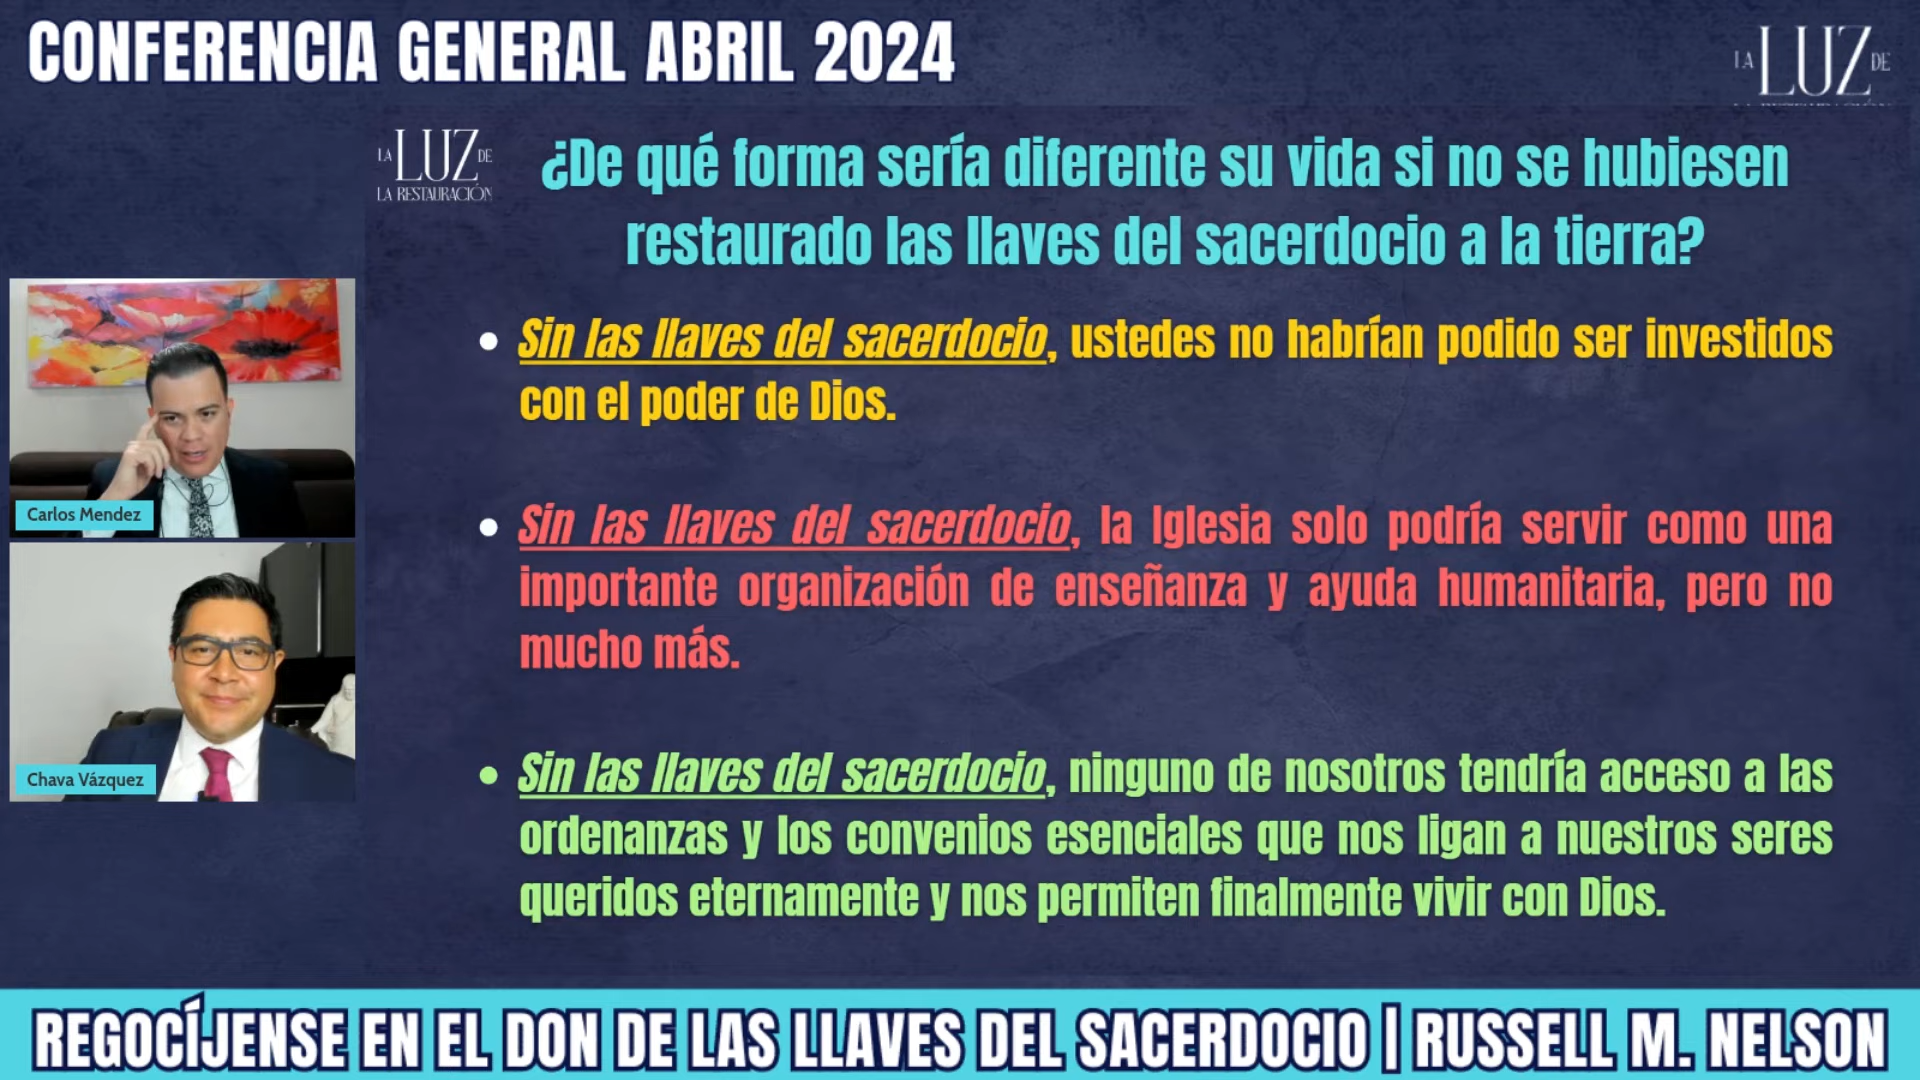 CONFERENCIA GENERAL ABRIL 2024
LA LUZ DE
LA LUZ DE
LA RESTAURACIÓN
¿De qué forma sería diferente su vida si no se hubiesen
restaurado las llaves del sacerdocio a la tierra?
• Sin las llaves del sacerdocio, ustedes no habrían podido ser investidos
con el poder de Dios.
• Sin las llaves del sacerdocio, la Iglesia solo podría servir como una
importante organización de enseñanza y ayuda humanitaria, pero no
mucho más.
• Sin las llaves del sacerdocio, ninguno de nosotros tendría acceso a las
ordenanzas y los convenios esenciales que nos ligan a nuestros seres
queridos eternamente y nos permiten finalmente vivir con Dios.
Carlos Mendez
Chava Vázquez
REGOCÍJENSE EN EL DON DE LAS LLAVES DEL SACERDOCIO | RUSSELL M. NELSON